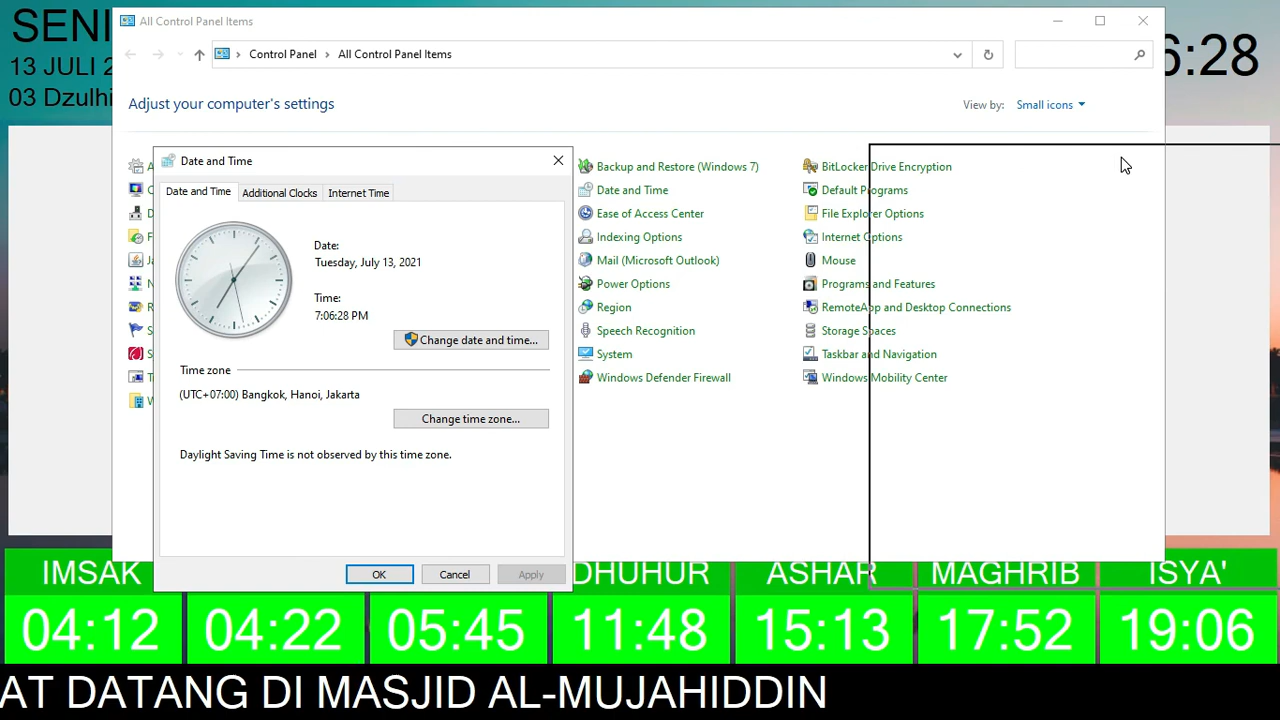 SENI
13 JULI 2
03 Dzulhi
6:28
All Control Panel Items
Control Panel > All Control Panel Items
Adjust your computer's settings
View by: Small icons
Backup and Restore (Windows 7)
BitLocker Drive Encryption
Date and Time
Default Programs
Ease of Access Center
File Explorer Options
Indexing Options
Internet Options
Mail (Microsoft Outlook)
Mouse
Power Options
Programs and Features
Region
RemoteApp and Desktop Connections
Speech Recognition
Storage Spaces
System
Taskbar and Navigation
Windows Defender Firewall
Windows Mobility Center
Date and Time
Date and Time Additional Clocks Internet Time
Date:
Tuesday, July 13, 2021
Time:
7:06:28 PM
Change date and time...
Time zone
(UTC+07:00) Bangkok, Hanoi, Jakarta
Change time zone...
Daylight Saving Time is not observed by this time zone.
OK Cancel Apply
IMSAK DHUHUR ASHAR MAGHRIB ISYA'
04:12 04:22 05:45 11:48 15:13 17:52 19:06
AT DATANG DI MASJID AL-MUJAHIDDIN